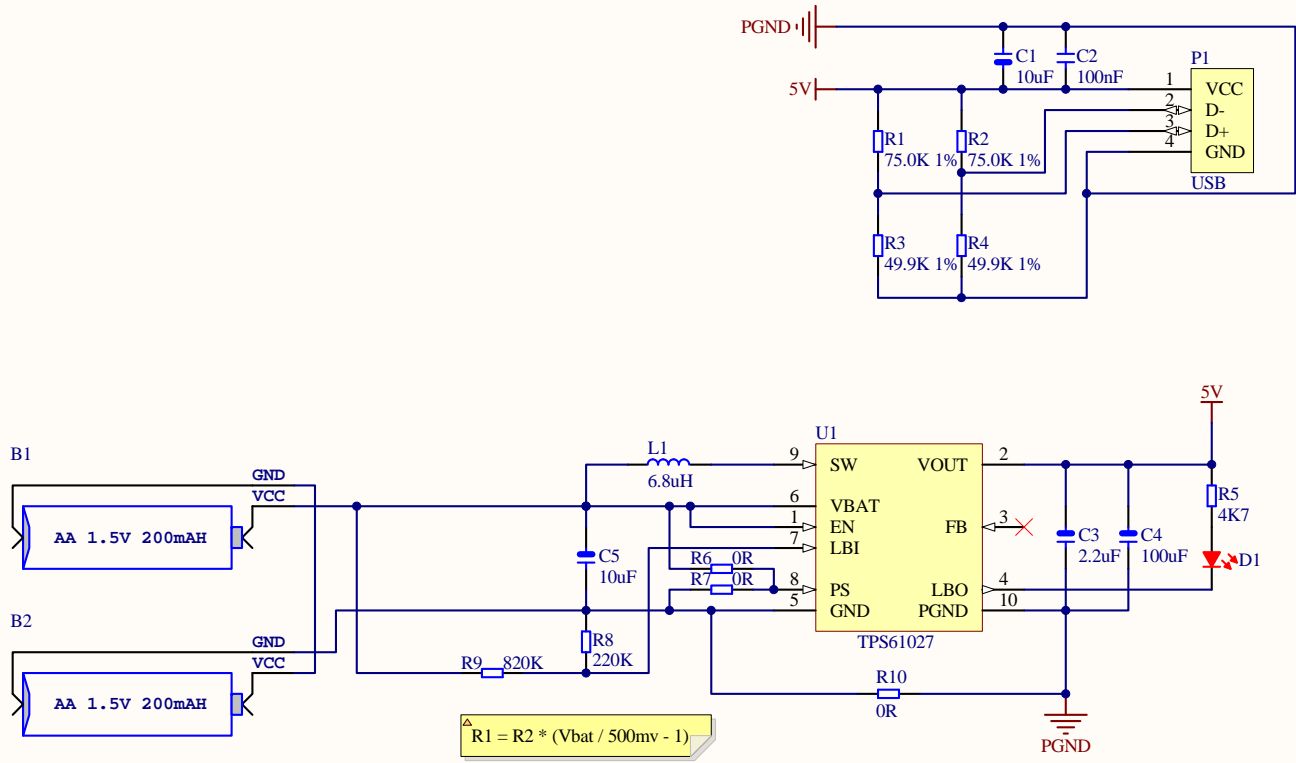 PGND
C1
10uF
C2
100nF
P1
5V
1
VCC
2
D-
3
D+
4
GND
USB
R1
75.0K 1%
R2
75.0K 1%
R3
49.9K 1%
R4
49.9K 1%
5V
B1
GND
VCC
AA 1.5V 200mAH
B2
GND
VCC
AA 1.5V 200mAH
L1
6.8uH
C5
10uF
R6
0R
R7
0R
R8
220K
R9
820K
U1
9
SW
VOUT
2
6
VBAT
1
EN
FB
3
7
LBI
8
PS
LBO
4
5
GND
PGND
10
TPS61027
C3
2.2uF
C4
100uF
R5
4K7
D1
R10
0R
PGND
R1 = R2 * (Vbat / 500mv - 1)